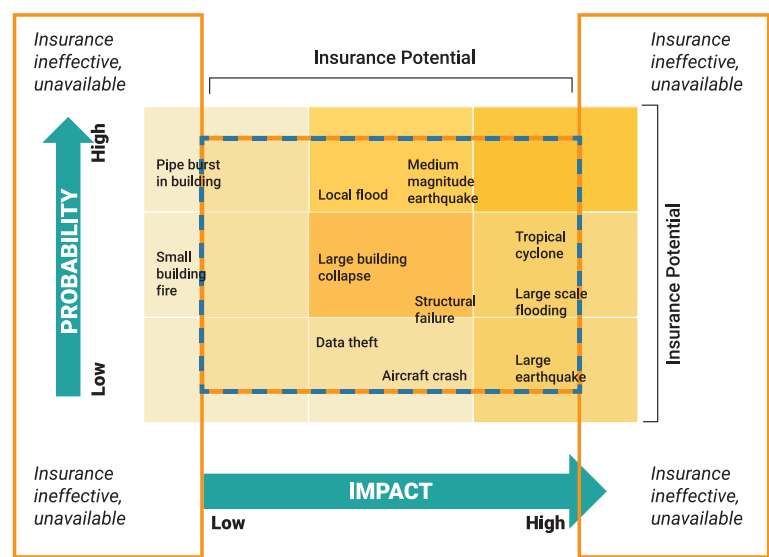 Insurance
ineffective,
unavailable
Insurance Potential
Insurance
ineffective,
unavailable
High
PROBABILITY
Low
Pipe burst
in building
Local flood
Medium
magnitude
earthquake
Small
building
fire
Large building
collapse
Structural
failure
Tropical
cyclone
Large scale
flooding
Data theft
Aircraft crash
Large
earthquake
Insurance Potential
Insurance
ineffective,
unavailable
IMPACT
Low
High
Insurance
ineffective,
unavailable